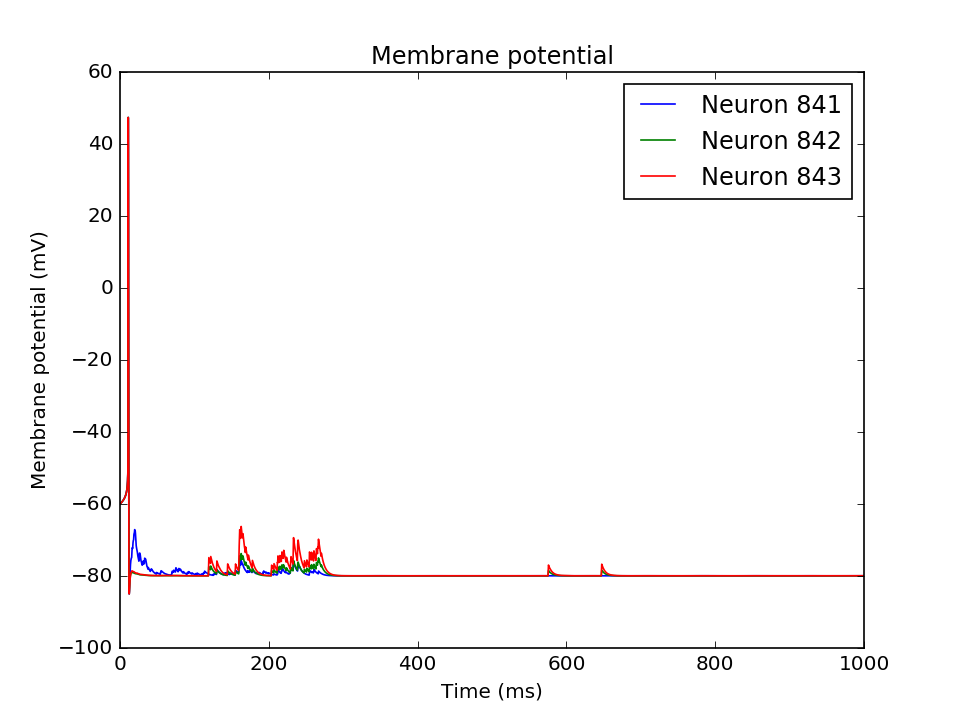 Membrane potential
60
40
20
0
−20
−40
−60
−80
−100
Membrane potential (mV)
Neuron 841
Neuron 842
Neuron 843
0 200 400 600 800 1000
Time (ms)